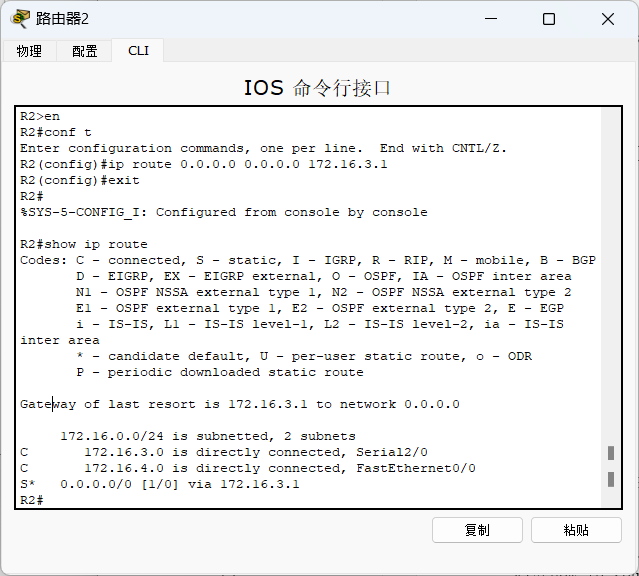 路由器2
物理 配置 CLI
IOS 命令行接口
R2>en
R2#conf t
Enter configuration commands, one per line.  End with CNTL/Z.
R2(config)#ip route 0.0.0.0 0.0.0.0 172.16.3.1
R2(config)#exit
R2#
%SYS-5-CONFIG_I: Configured from console by console
R2#show ip route
Codes: C - connected, S - static, I - IGRP, R - RIP, M - mobile, B - BGP
       D - EIGRP, EX - EIGRP external, O - OSPF, IA - OSPF inter area
       N1 - OSPF NSSA external type 1, N2 - OSPF NSSA external type 2
       E1 - OSPF external type 1, E2 - OSPF external type 2, E - EGP
       i - IS-IS, L1 - IS-IS level-1, L2 - IS-IS level-2, ia - IS-IS
inter area
       * - candidate default, U - per-user static route, o - ODR
       P - periodic downloaded static route
Gateway of last resort is 172.16.3.1 to network 0.0.0.0
     172.16.0.0/24 is subnetted, 2 subnets
C       172.16.3.0 is directly connected, Serial2/0
C       172.16.4.0 is directly connected, FastEthernet0/0
S*   0.0.0.0/0 [1/0] via 172.16.3.1
R2#
复制 粘贴